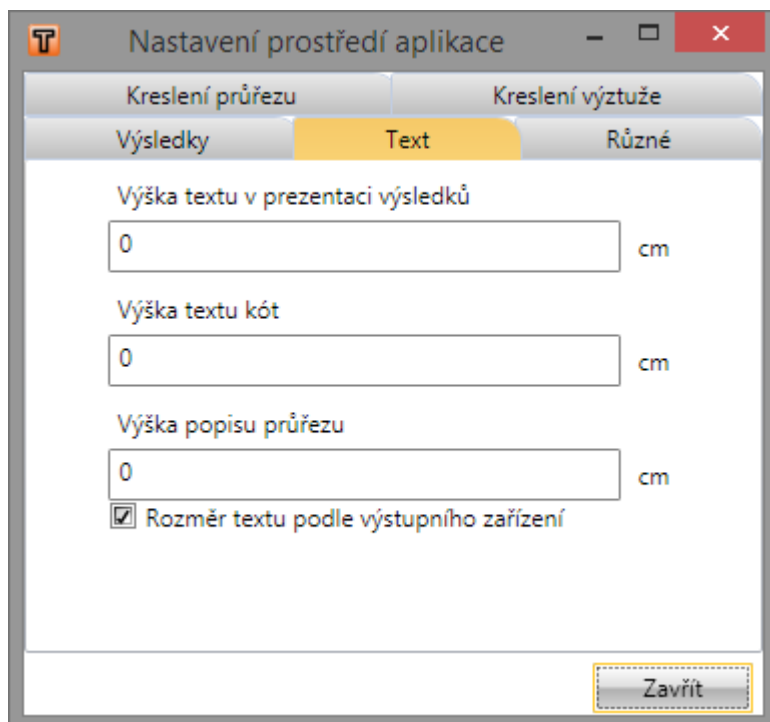 T Nastavení prostředí aplikace
Kreslení průřezu Kreslení výztuže
Výsledky Text Různé
Výška textu v prezentaci výsledků
0 cm
Výška textu kót
0 cm
Výška popisu průřezu
0 cm
Rozměr textu podle výstupního zařízení
Zavřít